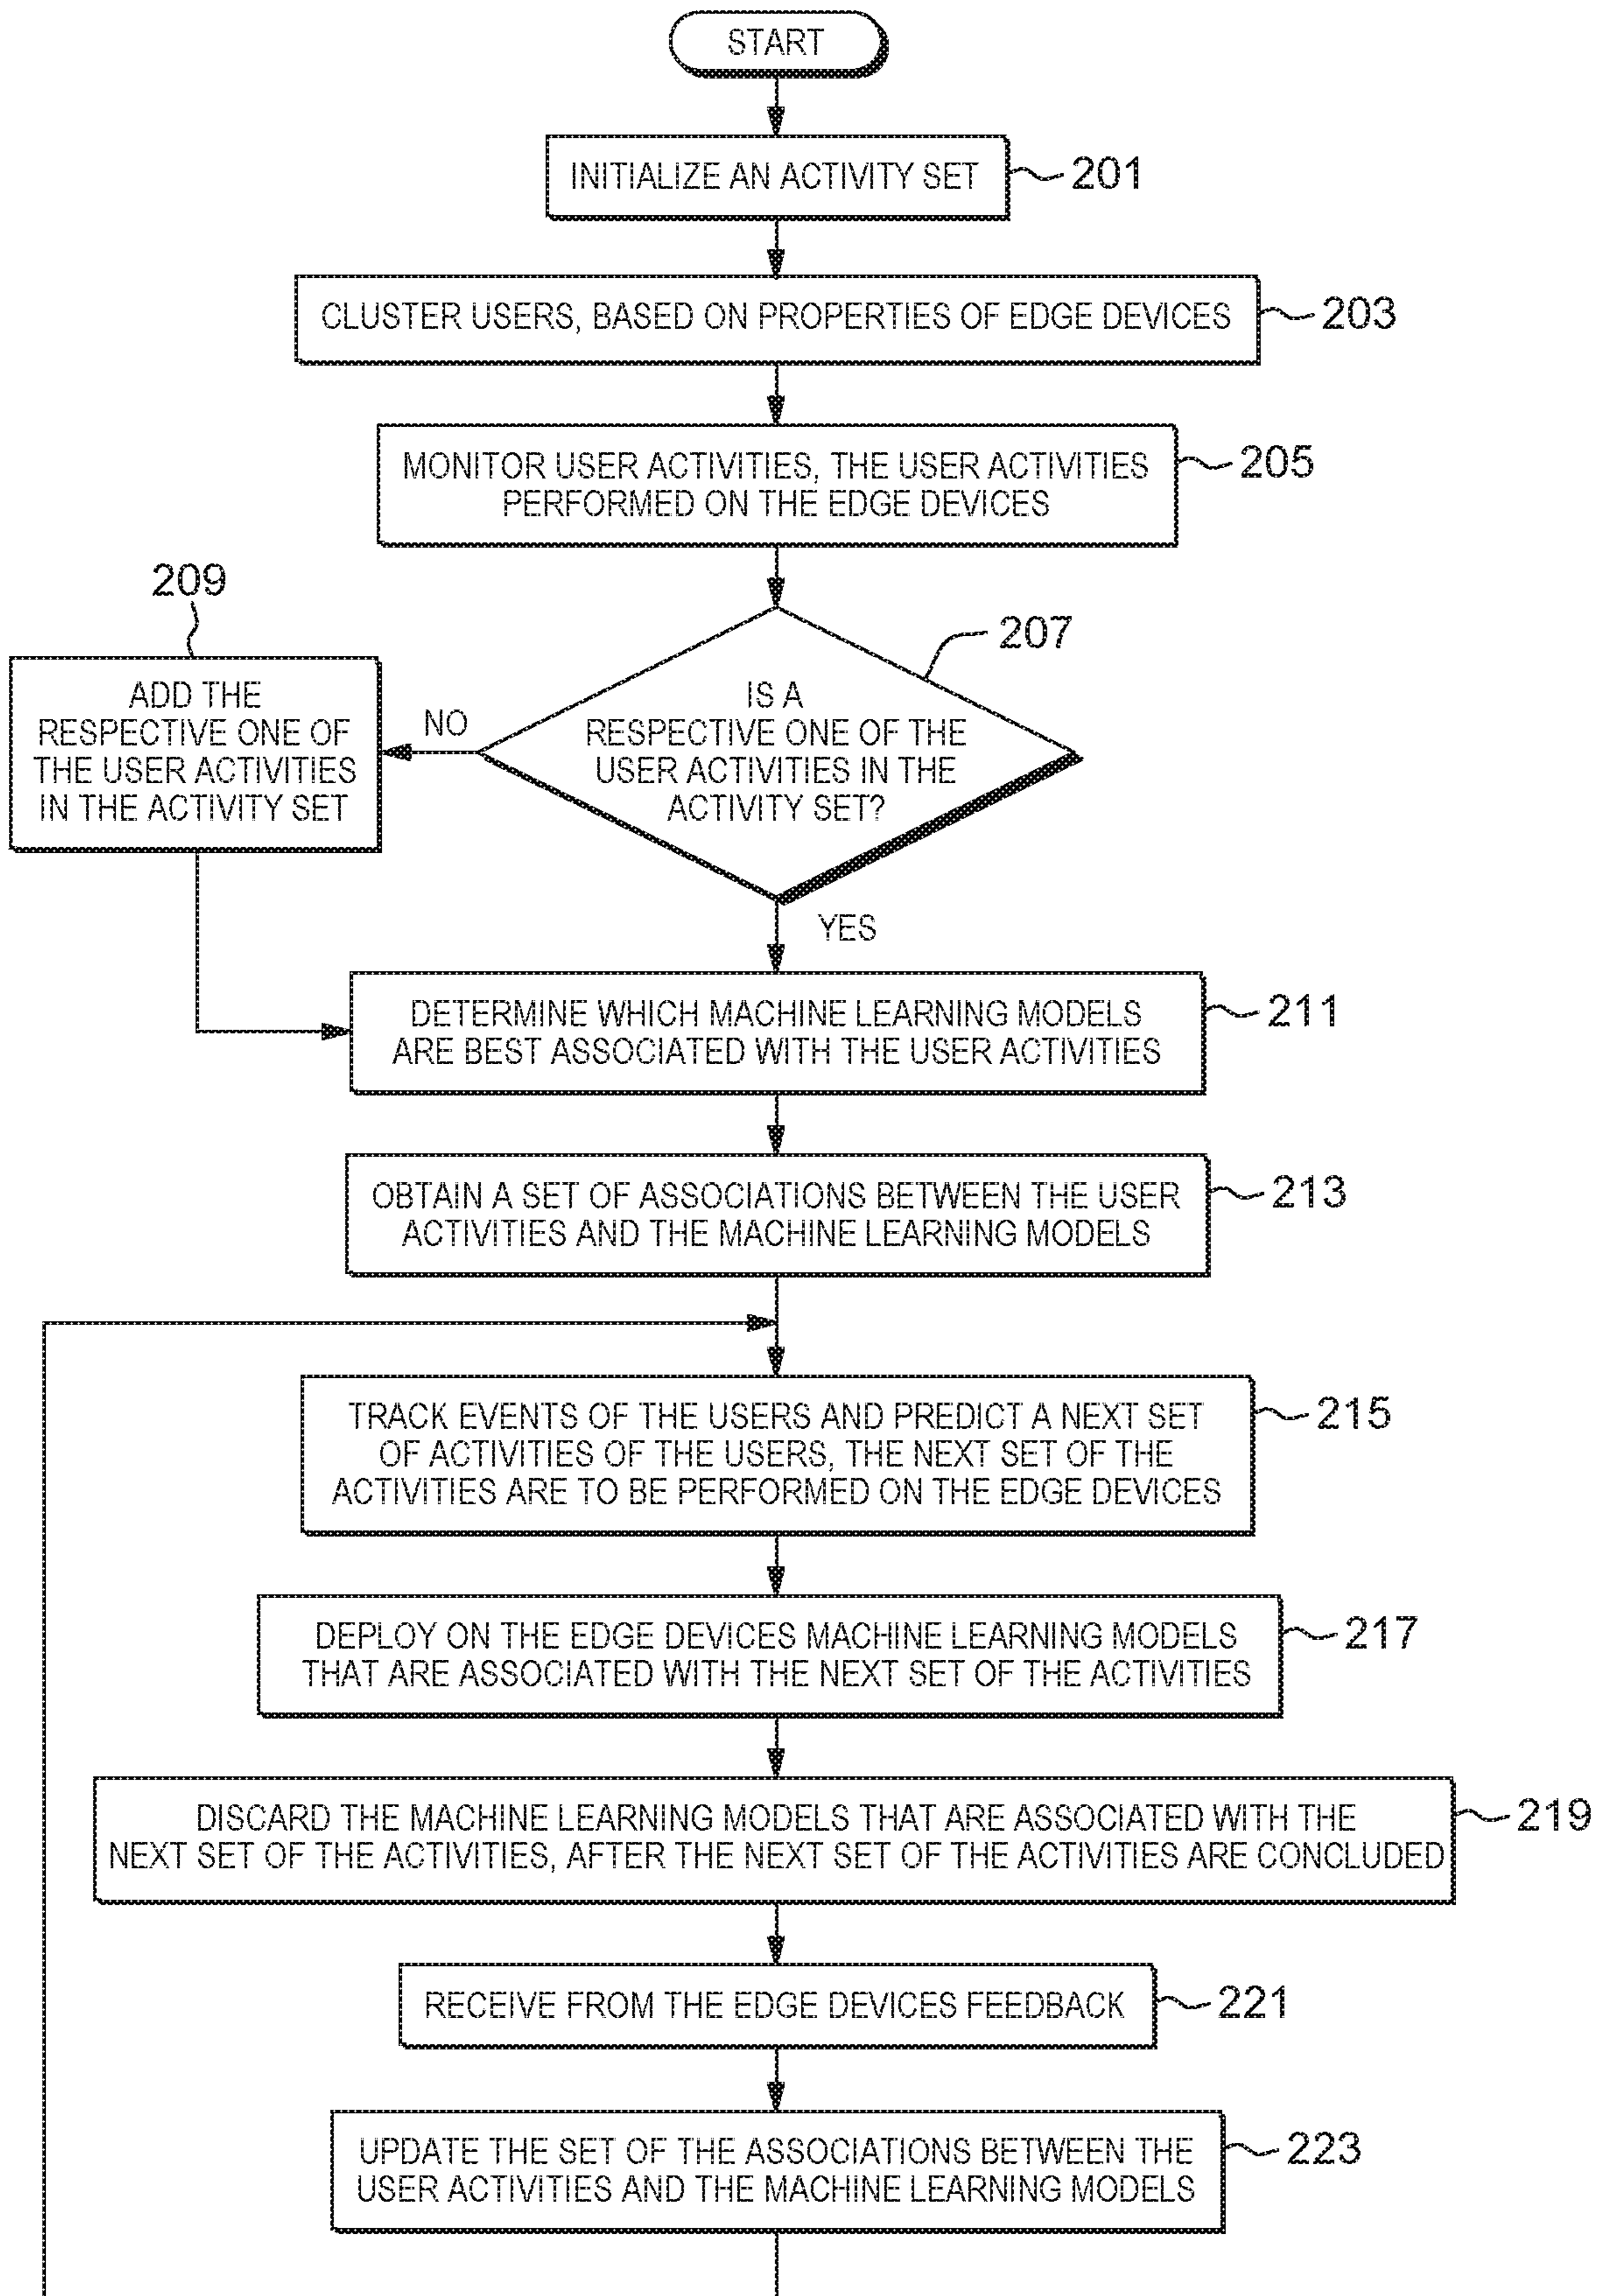 START
INITIALIZE AN ACTIVITY SET
201
CLUSTER USERS, BASED ON PROPERTIES OF EDGE DEVICES
203
MONITOR USER ACTIVITIES, THE USER ACTIVITIES
PERFORMED ON THE EDGE DEVICES
205
209
ADD THE
RESPECTIVE ONE OF
THE USER ACTIVITIES
IN THE ACTIVITY SET
NO
207
IS A
RESPECTIVE ONE OF THE
USER ACTIVITIES IN THE
ACTIVITY SET?
YES
DETERMINE WHICH MACHINE LEARNING MODELS
ARE BEST ASSOCIATED WITH THE USER ACTIVITIES
211
OBTAIN A SET OF ASSOCIATIONS BETWEEN THE USER
ACTIVITIES AND THE MACHINE LEARNING MODELS
213
TRACK EVENTS OF THE USERS AND PREDICT A NEXT SET
OF ACTIVITIES OF THE USERS, THE NEXT SET OF THE
ACTIVITIES ARE TO BE PERFORMED ON THE EDGE DEVICES
215
DEPLOY ON THE EDGE DEVICES MACHINE LEARNING MODELS
THAT ARE ASSOCIATED WITH THE NEXT SET OF THE ACTIVITIES
217
DISCARD THE MACHINE LEARNING MODELS THAT ARE ASSOCIATED WITH THE
NEXT SET OF THE ACTIVITIES, AFTER THE NEXT SET OF THE ACTIVITIES ARE CONCLUDED
219
RECEIVE FROM THE EDGE DEVICES FEEDBACK
221
UPDATE THE SET OF THE ASSOCIATIONS BETWEEN THE
USER ACTIVITIES AND THE MACHINE LEARNING MODELS
223